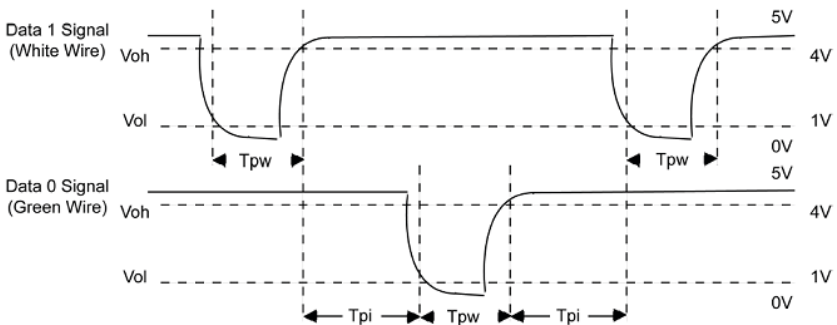 Data 1 Signal
(White Wire)
Voh
Vol
5V
4V
1V
0V
Tpw
Tpw
Data 0 Signal
(Green Wire)
Voh
Vol
5V
4V
1V
0V
Tpi
Tpw
Tpi